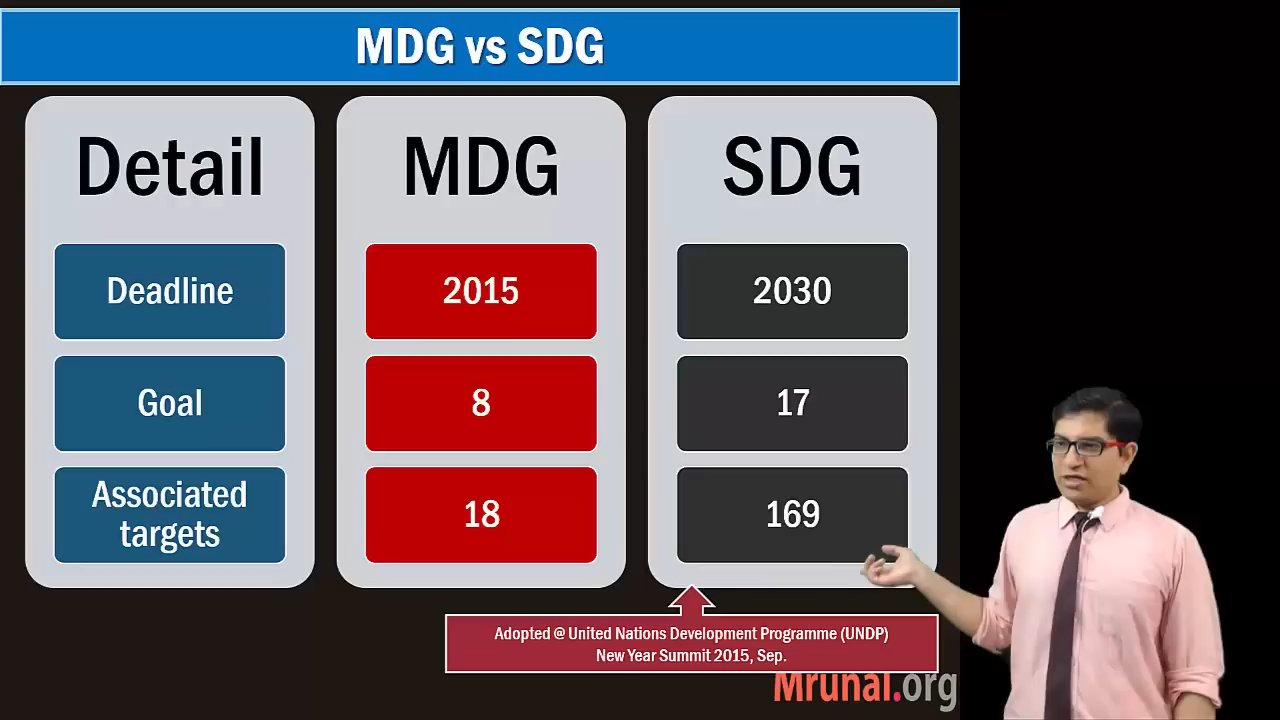 MDG vs SDG
Detail
MDG
SDG
Deadline
2015
2030
Goal
8
17
Associated
targets
18
169
Adopted @ United Nations Development Programme (UNDP)
New Year Summit 2015, Sep.
Mrunal.org